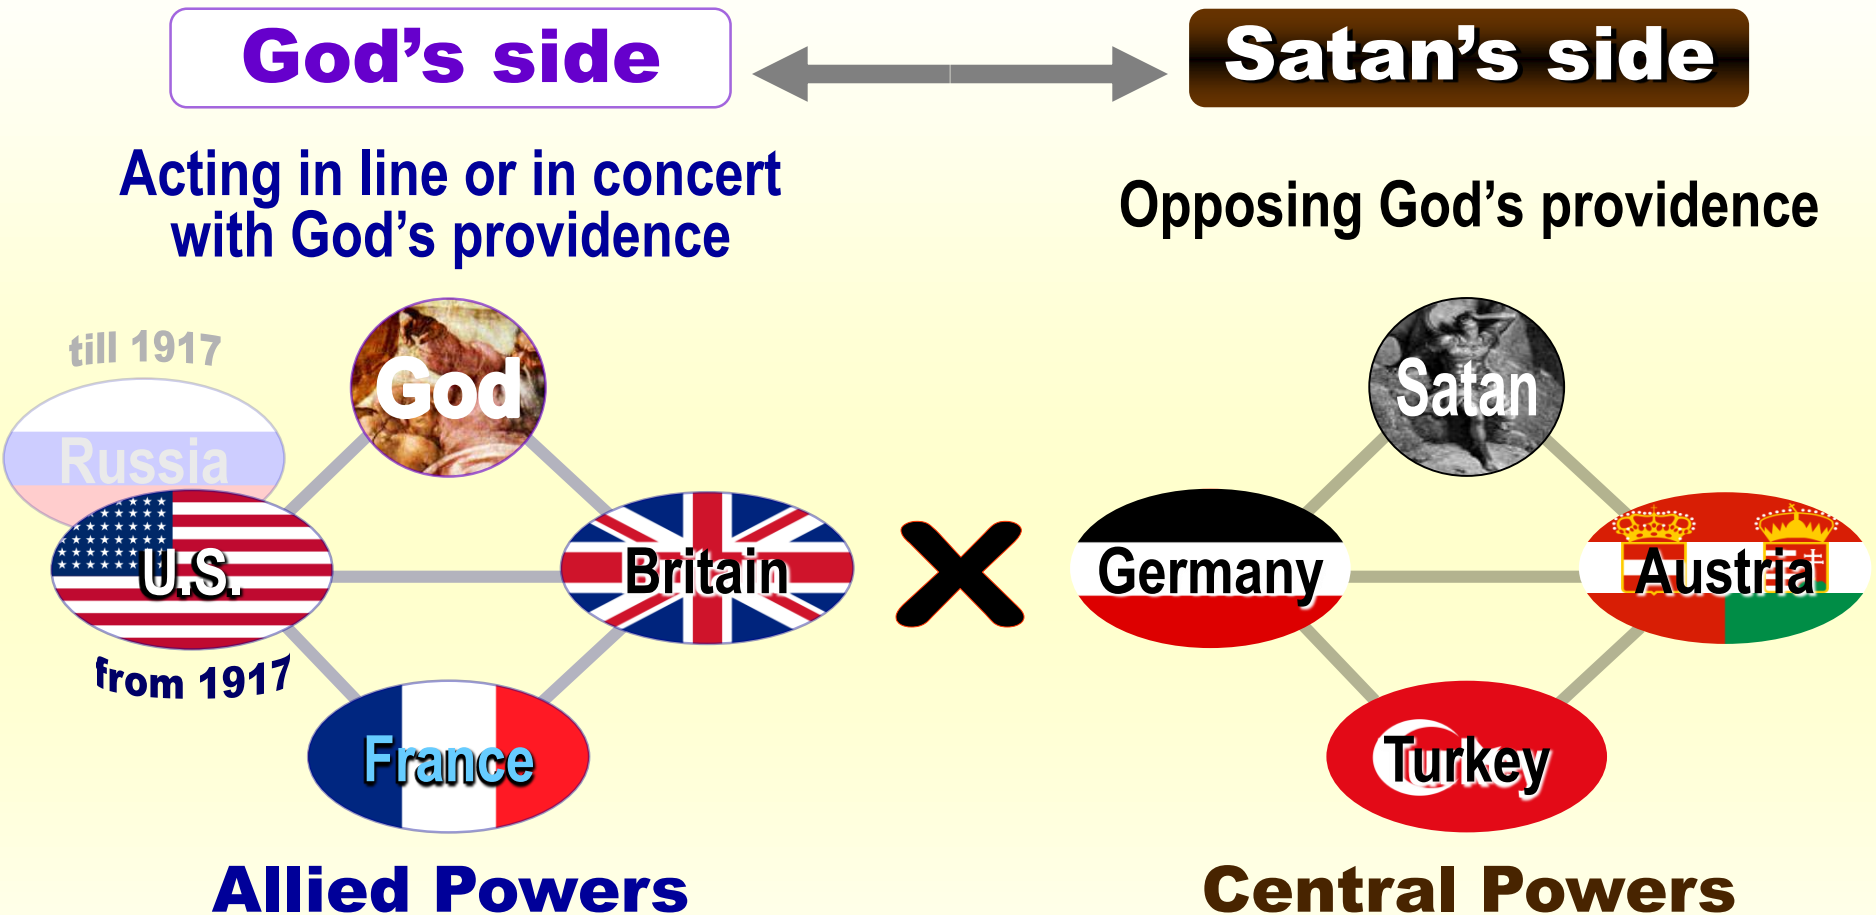 God's side
Satan's side
Acting in line or in concert
with God's providence
Opposing God's providence
till 1917
Russia
God
U.S.
Britain
from 1917
France
Allied Powers
Satan
Germany
Austria
Turkey
Central Powers